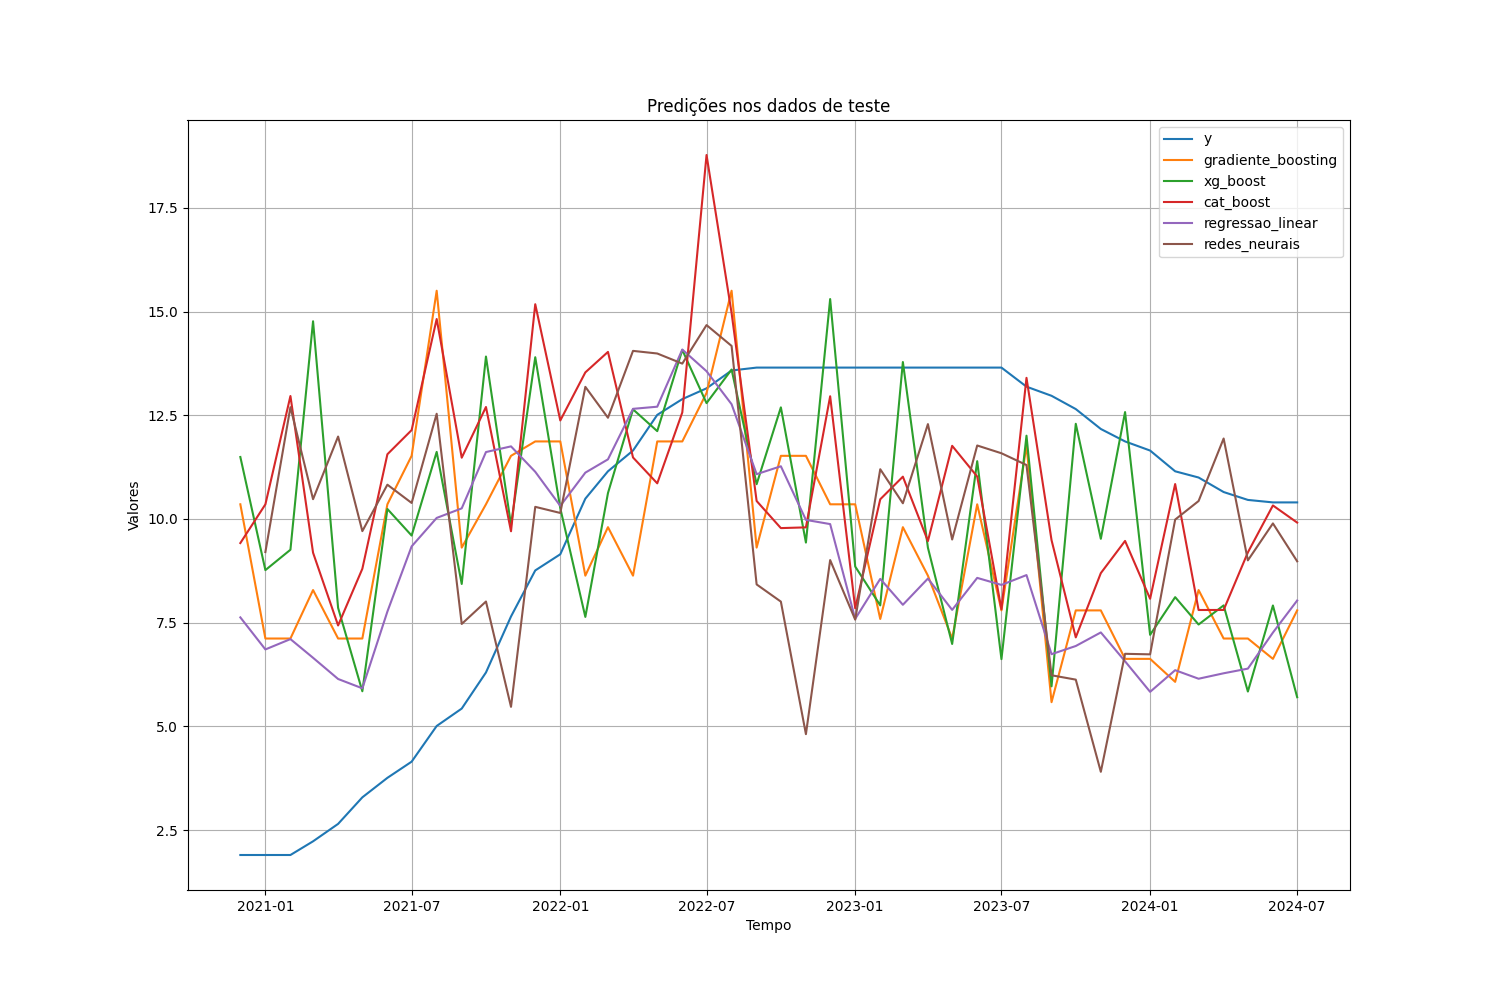 Predições nos dados de teste
y
gradiente_boosting
xg_boost
cat_boost
regressao_linear
redes_neurais
Valores
17.5
15.0
12.5
10.0
7.5
5.0
2.5
2021-01 2021-07 2022-01 2022-07 2023-01 2023-07 2024-01 2024-07
Tempo